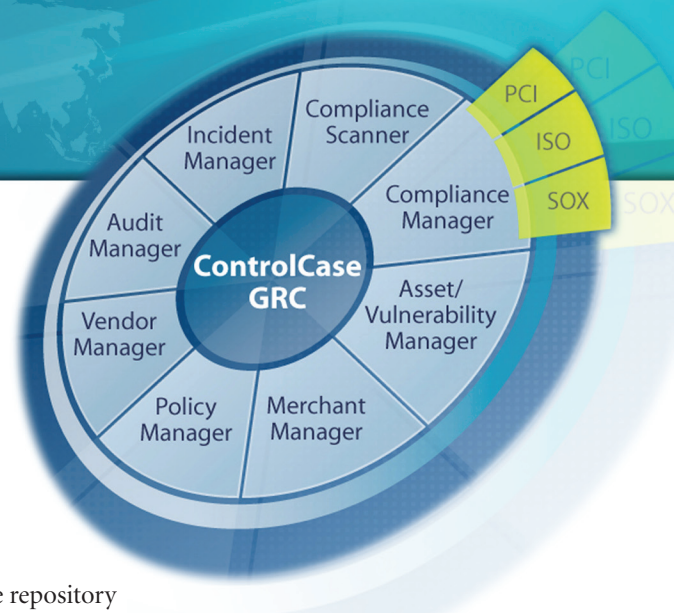 PCI
PCI
ISO
ISO
SOX
SOX
Compliance
Scanner
Incident
Manager
Compliance
Manager
Audit
Manager
ControlCase
GRC
Asset/
Vulnerability
Manager
Vendor
Manager
Policy
Manager
Merchant
Manager
e repository